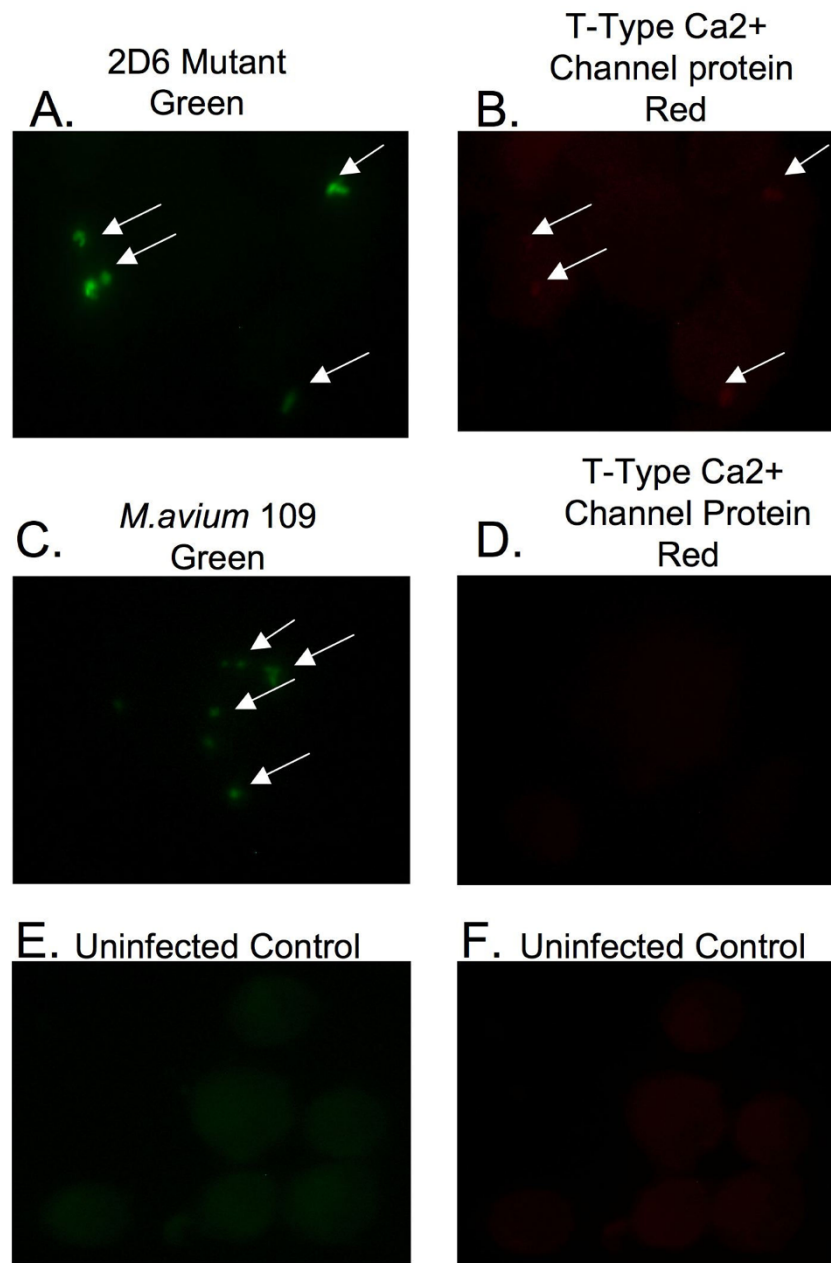 2D6 Mutant
Green
A.
T-Type Ca2+
Channel protein
Red
B.
M.avium 109
Green
C.
T-Type Ca2+
Channel Protein
Red
D.
E. Uninfected Control
F. Uninfected Control